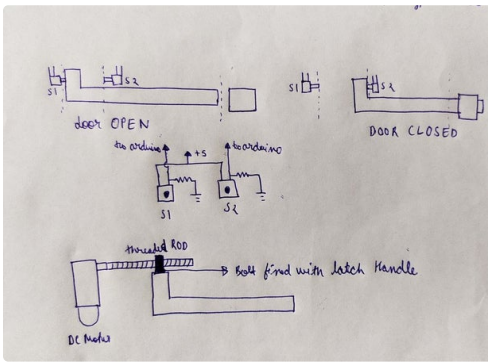 S1
S2
door OPEN
S1
S2
DOOR CLOSED
to arduino
+5
to arduino
S1
S2
threaded ROD
Bolt fixed with latch Handle
DC Motor